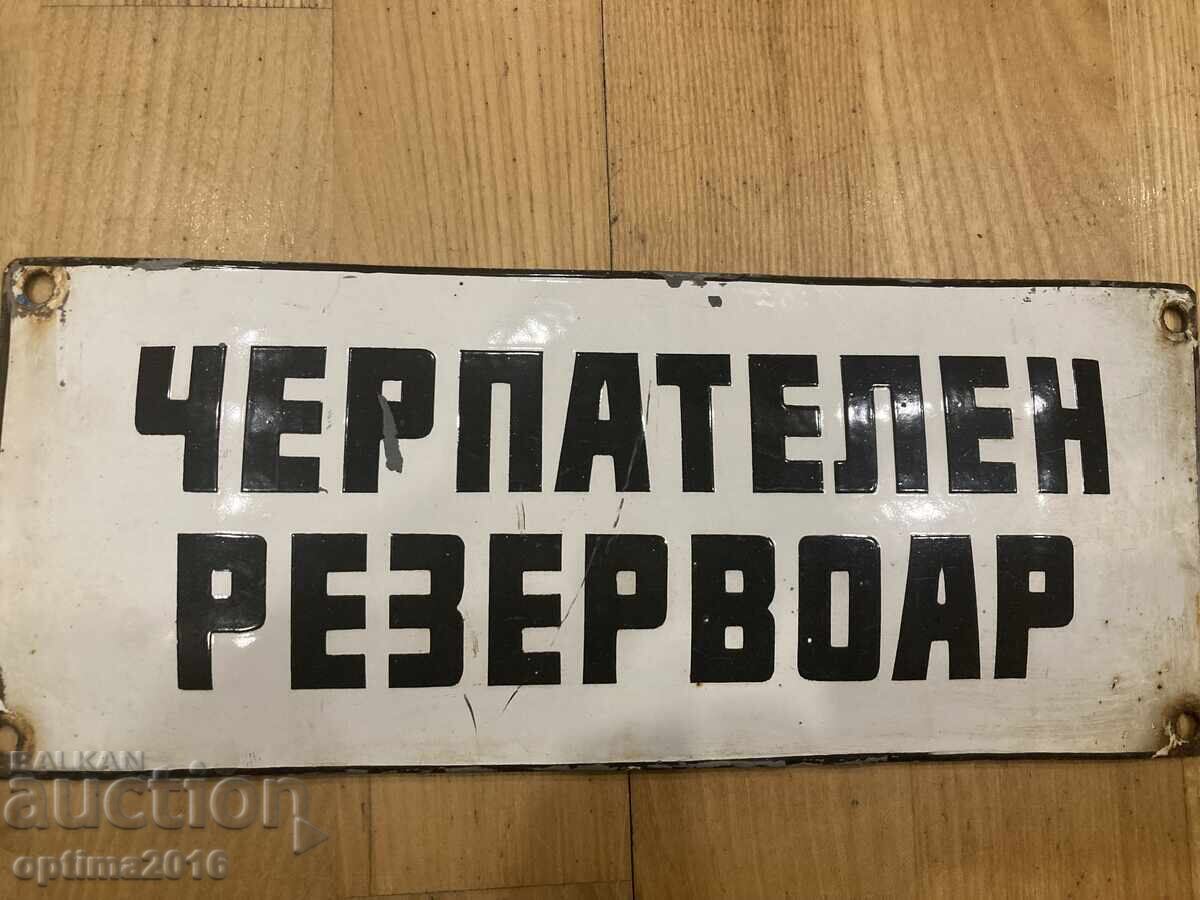 ЧЕРПАТЕЛЕН
РЕЗЕРВОАР
BALKAN
auction
optima2016